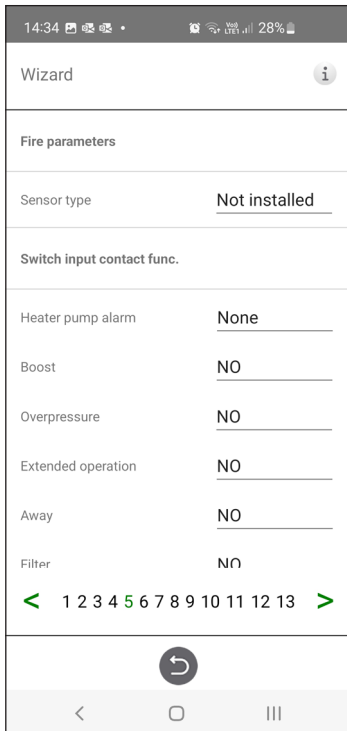 14:34 Vo)) LTE1 28%
Wizard i
Fire parameters
Sensor type Not installed
Switch input contact func.
Heater pump alarm None
Boost NO
Overpressure NO
Extended operation NO
Away NO
Filter NO
< 1 2 3 4 5 6 7 8 9 10 11 12 13 >